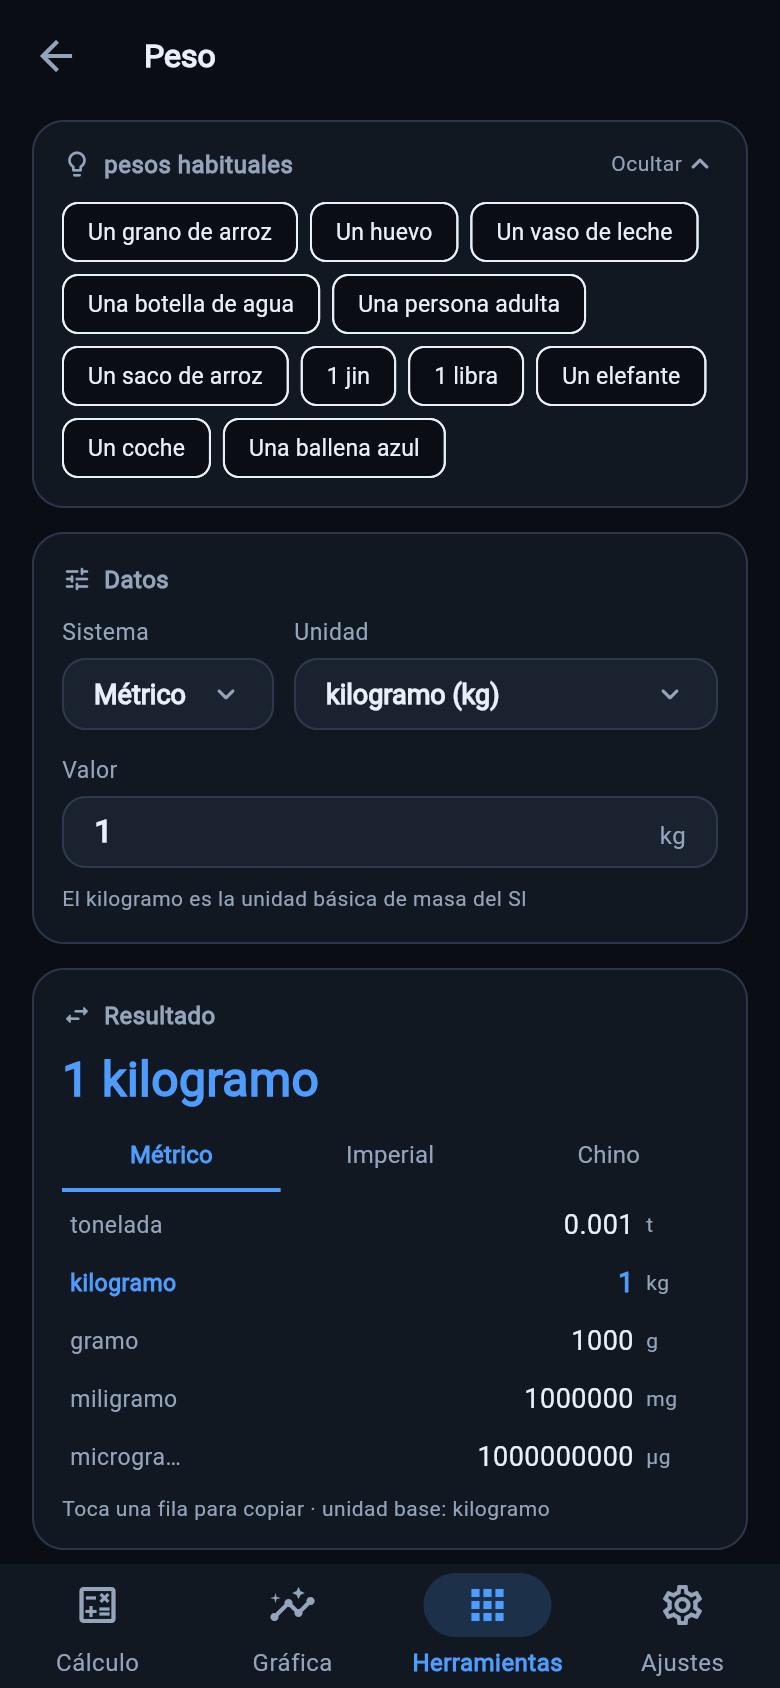 Peso
pesos habituales
Ocultar
Un grano de arroz
Un huevo
Un vaso de leche
Una botella de agua
Una persona adulta
Un saco de arroz
1 jin
1 libra
Un elefante
Un coche
Una ballena azul
Datos
Sistema
Unidad
Métrico
kilogramo (kg)
Valor
1 kg
El kilogramo es la unidad básica de masa del SI
Resultado
1 kilogramo
Métrico
Imperial
Chino
tonelada 0.001 t
kilogramo 1 kg
gramo 1000 g
miligramo 1000000 mg
microgra… 1000000000 µg
Toca una fila para copiar · unidad base: kilogramo
Cálculo
Gráfica
Herramientas
Ajustes